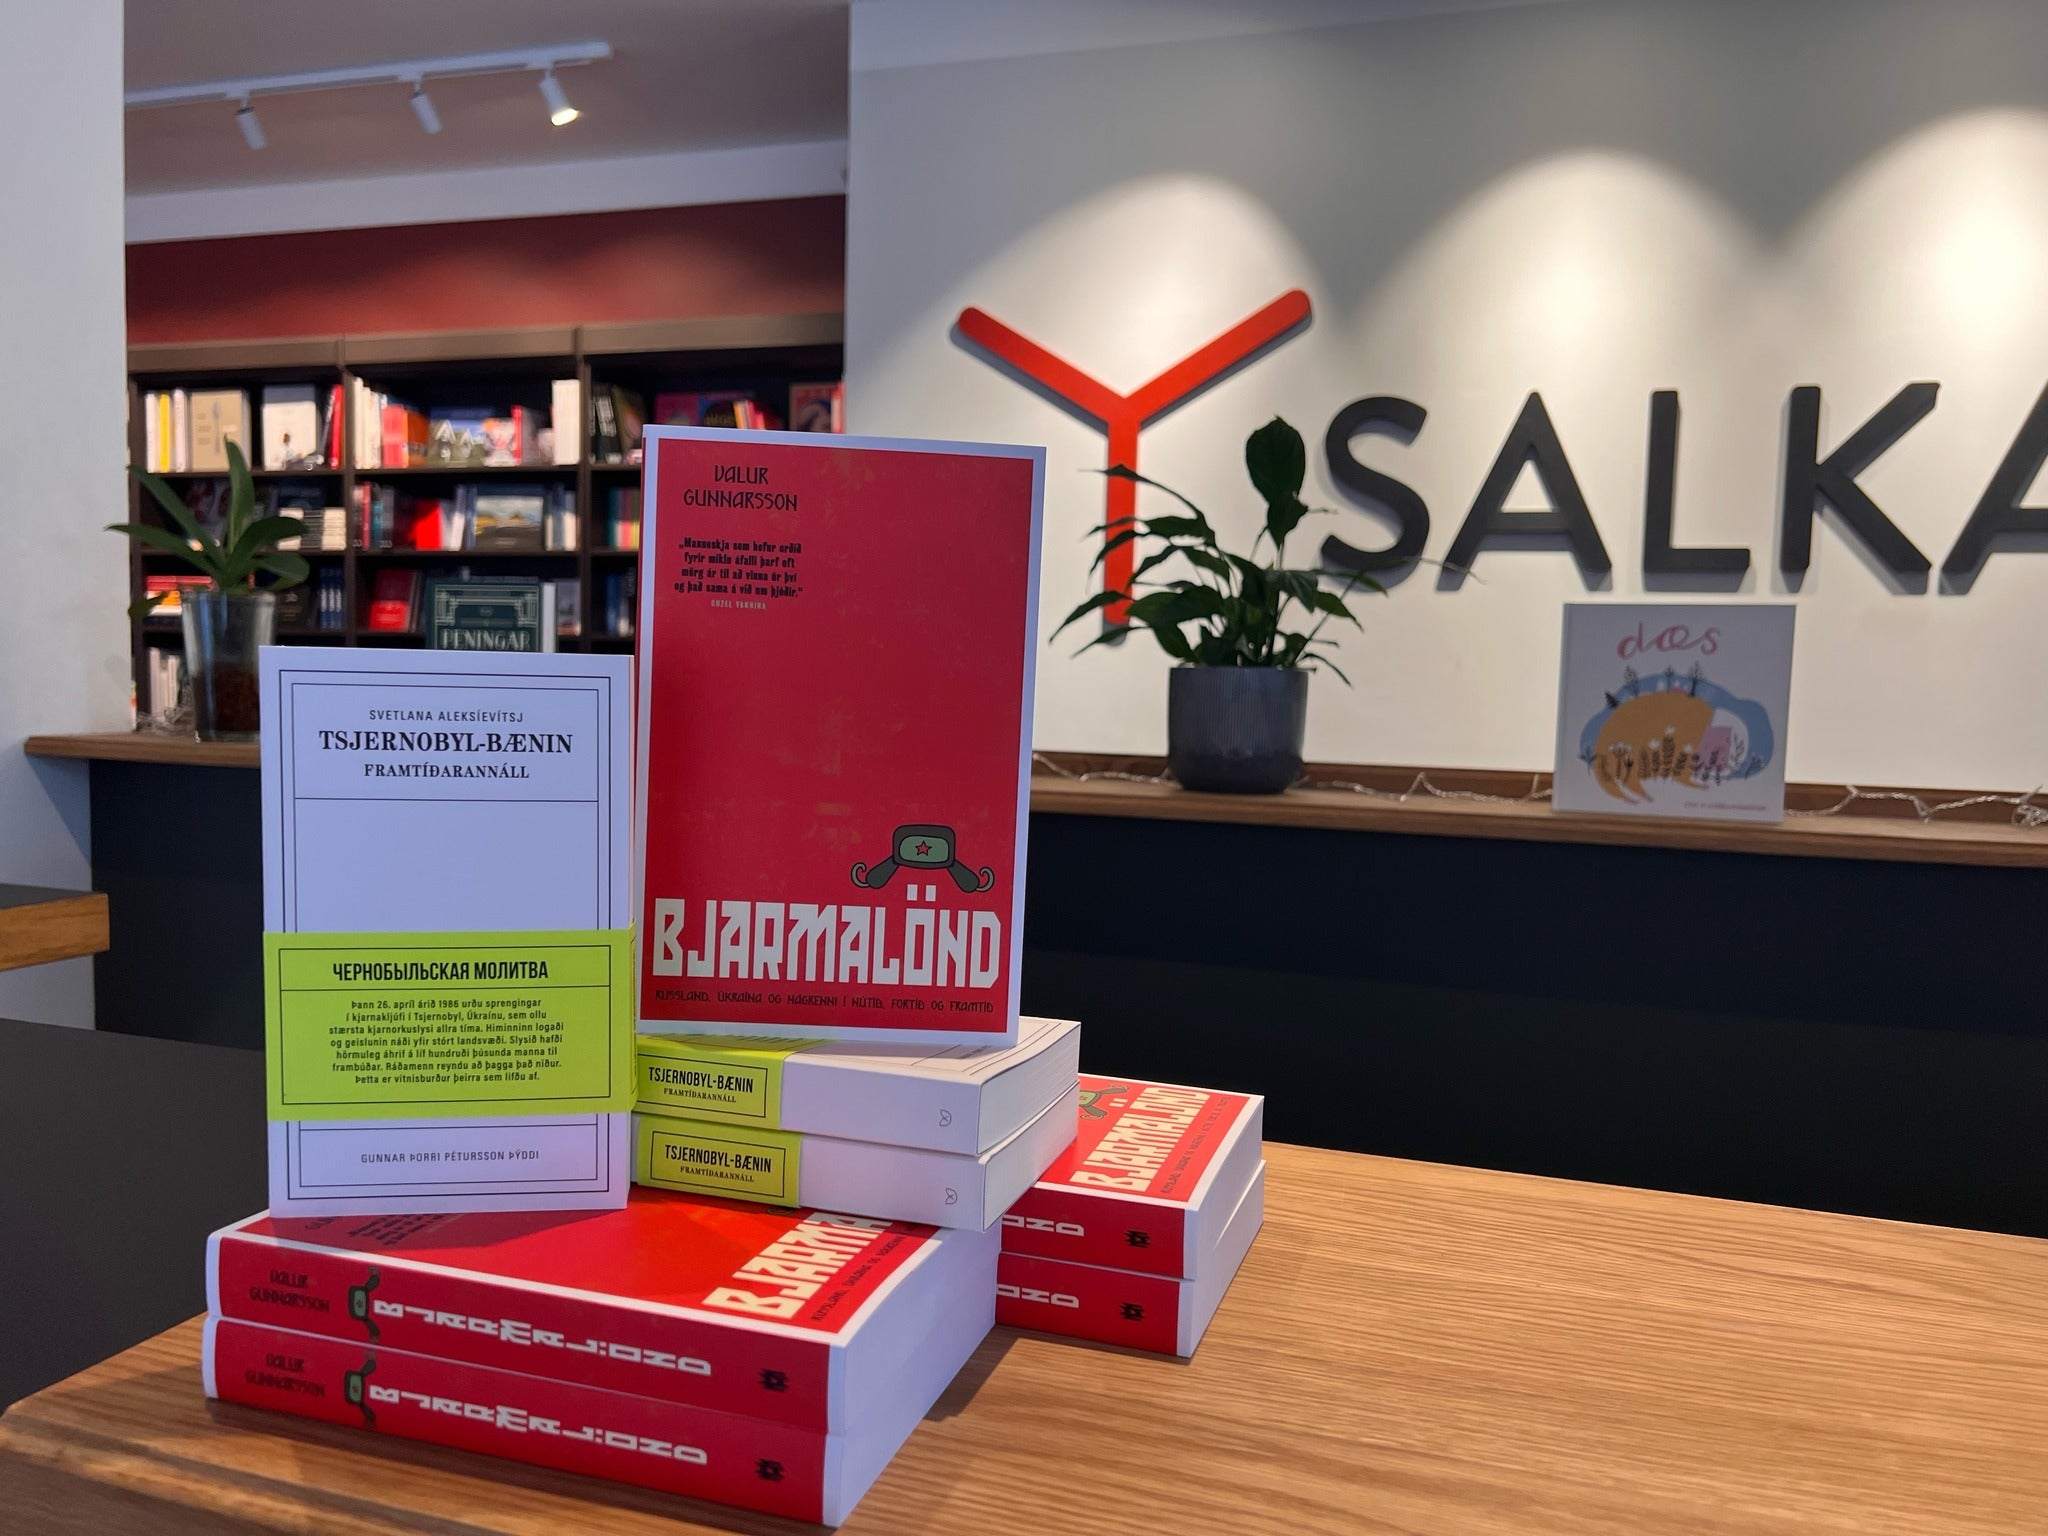 SALKA
PENINGAR
dæs
VALUR
GUNNARSSON
„Manneskja sem hefur orðið
fyrir miklu áfalli þarf oft
mörg ár til að vinna úr því
og það sama á við um þjóðir.“
GUZEL YAKHINA
BJARMALÖND
RÚSSLAND, ÚKRAÍNA OG NÁGRENNI Í NÚTÍÐ, FORTÍÐ OG FRAMTÍÐ
SVETLANA ALEKSÍEVÍTSJ
TSJERNOBYL-BÆNIN
FRAMTÍÐARANNÁLL
ЧЕРНОБЫЛЬСКАЯ МОЛИТВА
Þann 26. apríl árið 1986 urðu sprengingar
í kjarnakljúfi í Tsjernobyl, Úkraínu, sem ollu
stærsta kjarnorkuslysi allra tíma. Himinninn logaði
og geislunin náði yfir stórt landsvæði. Slysið hafði
hörmuleg áhrif á líf hundruði þúsunda manna til
frambúðar. Ráðamenn reyndu að þagga það niður.
Þetta er vitnisburður þeirra sem lifðu af.
GUNNAR ÞORRI PÉTURSSON ÞÝDDI
TSJERNOBYL-BÆNIN
FRAMTÍÐARANNÁLL
TSJERNOBYL-BÆNIN
FRAMTÍÐARANNÁLL
BJARMALÖND
OND
OND
BJARMA
VALUR
GUNNARSSON
BJARMALÖND
VALUR
GUNNARSSON
BJARMALÖND